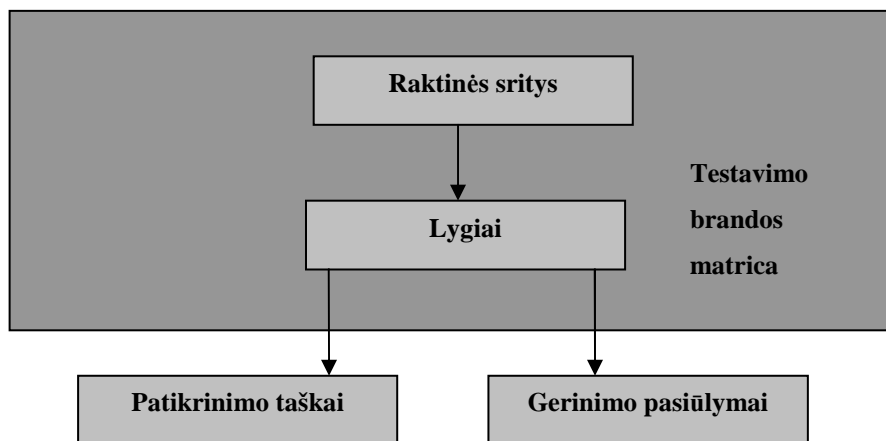 Raktinės sritys
Testavimo
brandos
matrica
Lygiai
Patikrinimo taškai
Gerinimo pasiūlymai